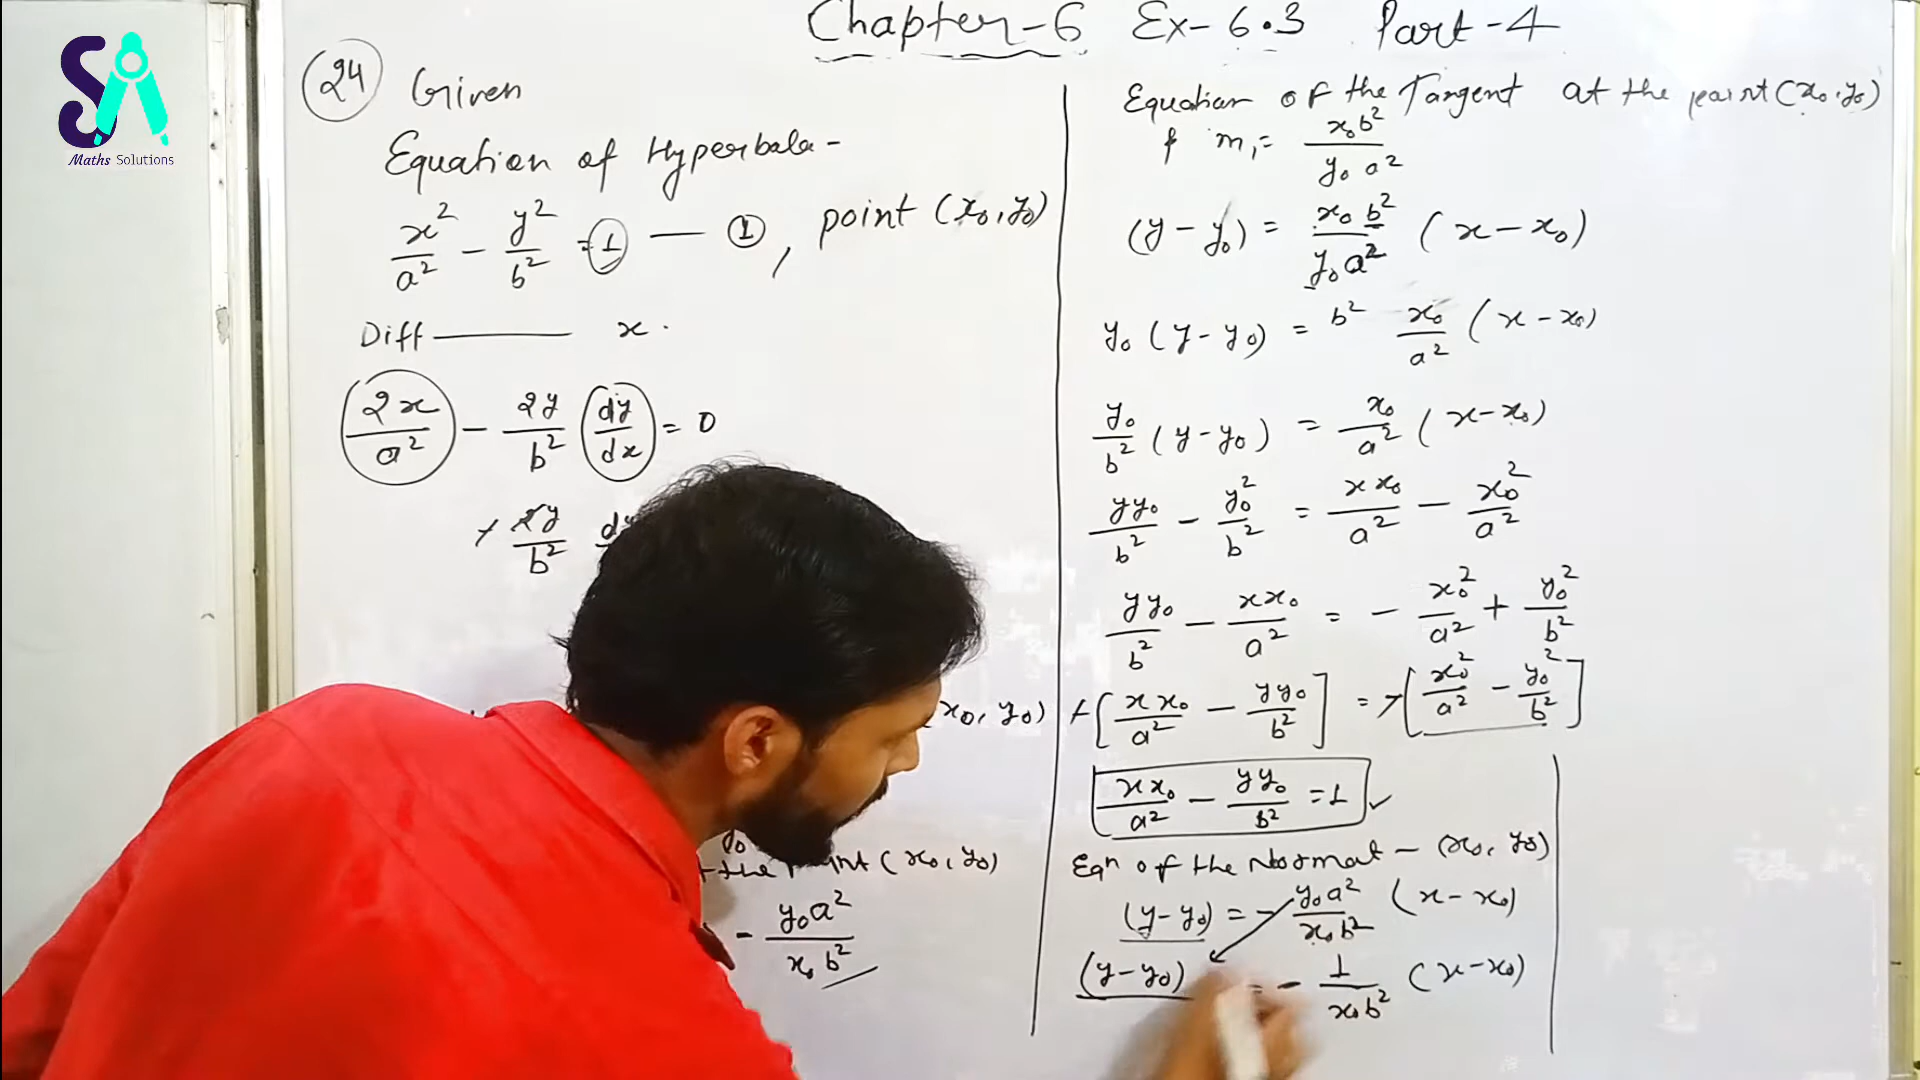 SA
Maths Solutions
Chapter-6 Ex-6.3 Part-4
(24) Given
Equation of Hyperbala -
x²/a² - y²/b² = 1 — ①, point (x₀, y₀)
Diff——— x.
2x/a² - 2y/b² (dy/dx) = 0
2y/b²
(x₀, y₀)
(x₀, y₀)
- y₀a²/x₀b²
Equation of the Tangent at the point (x₀, y₀)
m₁ = x₀b²/y₀a²
(y - y₀) = x₀b²/y₀a² (x - x₀)
y₀ (y - y₀) = b² x₀/a² (x - x₀)
y₀/b² (y - y₀) = x₀/a² (x - x₀)
yy₀/b² - y₀²/b² = xx₀/a² - x₀²/a²
yy₀/b² - xx₀/a² = - x₀²/a² + y₀²/b²
-[xx₀/a² - yy₀/b²] = -[x₀²/a² - y₀²/b²]
xx₀/a² - yy₀/b² = 1 ✓
Eqn of the Normal - (x₀, y₀)
(y - y₀) = - y₀a²/x₀b² (x - x₀)
(y - y₀) = - 1/x₀b² (x - x₀)